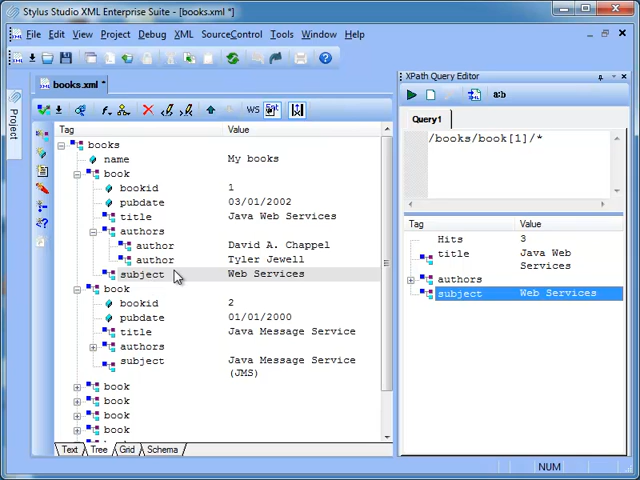 Stylus Studio XML Enterprise Suite - [books.xml *]
File Edit View Project Debug XML SourceControl Tools Window Help
books.xml *
Project
WS
Tag Value
books
name My books
book
bookid 1
pubdate 03/01/2002
title Java Web Services
authors
author David A. Chappel
author Tyler Jewell
subject Web Services
book
bookid 2
pubdate 01/01/2000
title Java Message Service
authors
subject Java Message Service
(JMS)
book
book
book
book
Text Tree Grid Schema
XPath Query Editor
a:b
Query1
/books/book[1]/*
Tag Value
Hits 3
title Java Web
Services
authors
subject Web Services
NUM